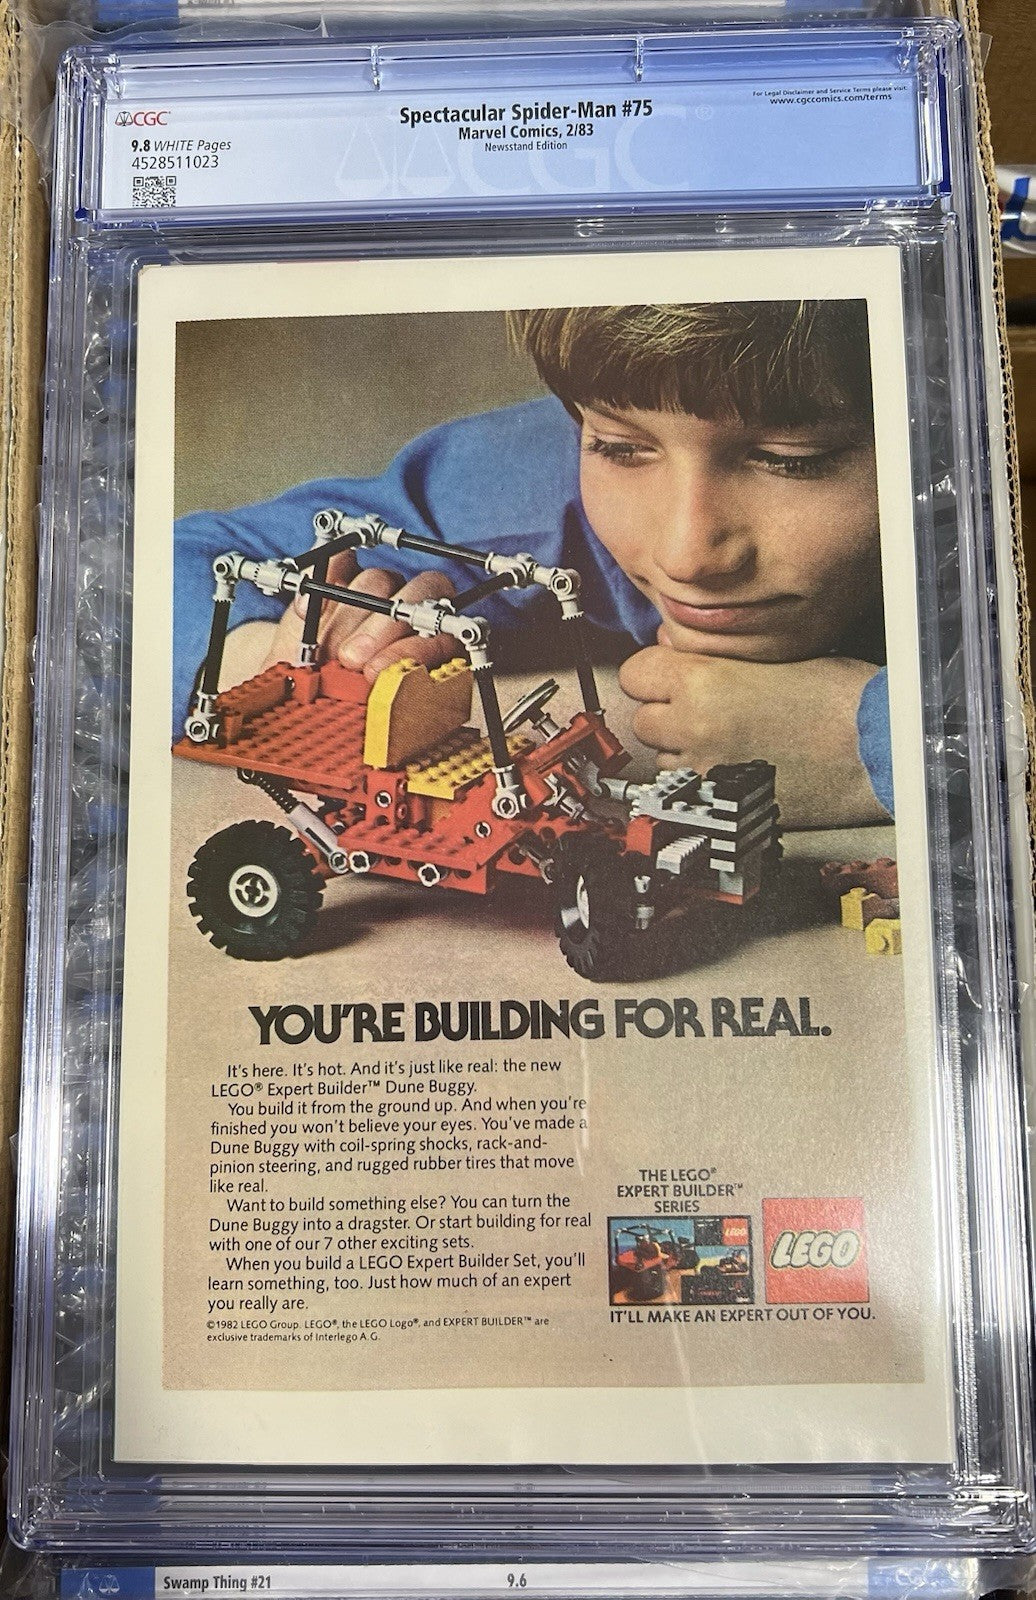 CGC
Spectacular Spider-Man #75
Marvel Comics, 2/83
Newsstand Edition
For Legal Disclaimer and Service Terms please visit:
www.cgccomics.com/terms
9.8 WHITE Pages
4528511023
CGC®
YOU'RE BUILDING FOR REAL.
It's here. It's hot. And it's just like real: the new
LEGO® Expert Builder™ Dune Buggy.
You build it from the ground up. And when you're
finished you won't believe your eyes. You've made a
Dune Buggy with coil-spring shocks, rack-and-
pinion steering, and rugged rubber tires that move
like real.
Want to build something else? You can turn the
Dune Buggy into a dragster. Or start building for real
with one of our 7 other exciting sets.
When you build a LEGO Expert Builder Set, you'll
learn something, too. Just how much of an expert
you really are.
©1982 LEGO Group. LEGO®, the LEGO Logo®, and EXPERT BUILDER™ are
exclusive trademarks of Interlego A.G.
THE LEGO®
EXPERT BUILDER™
SERIES
LEGO
LEGO
IT'LL MAKE AN EXPERT OUT OF YOU.
Swamp Thing #21
9.6
CGC